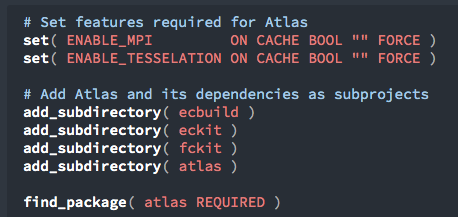 # Set features required for Atlas
set( ENABLE_MPI         ON CACHE BOOL "" FORCE )
set( ENABLE_TESSELATION ON CACHE BOOL "" FORCE )

# Add Atlas and its dependencies as subprojects
add_subdirectory( ecbuild )
add_subdirectory( eckit )
add_subdirectory( fckit )
add_subdirectory( atlas )

find_package( atlas REQUIRED )